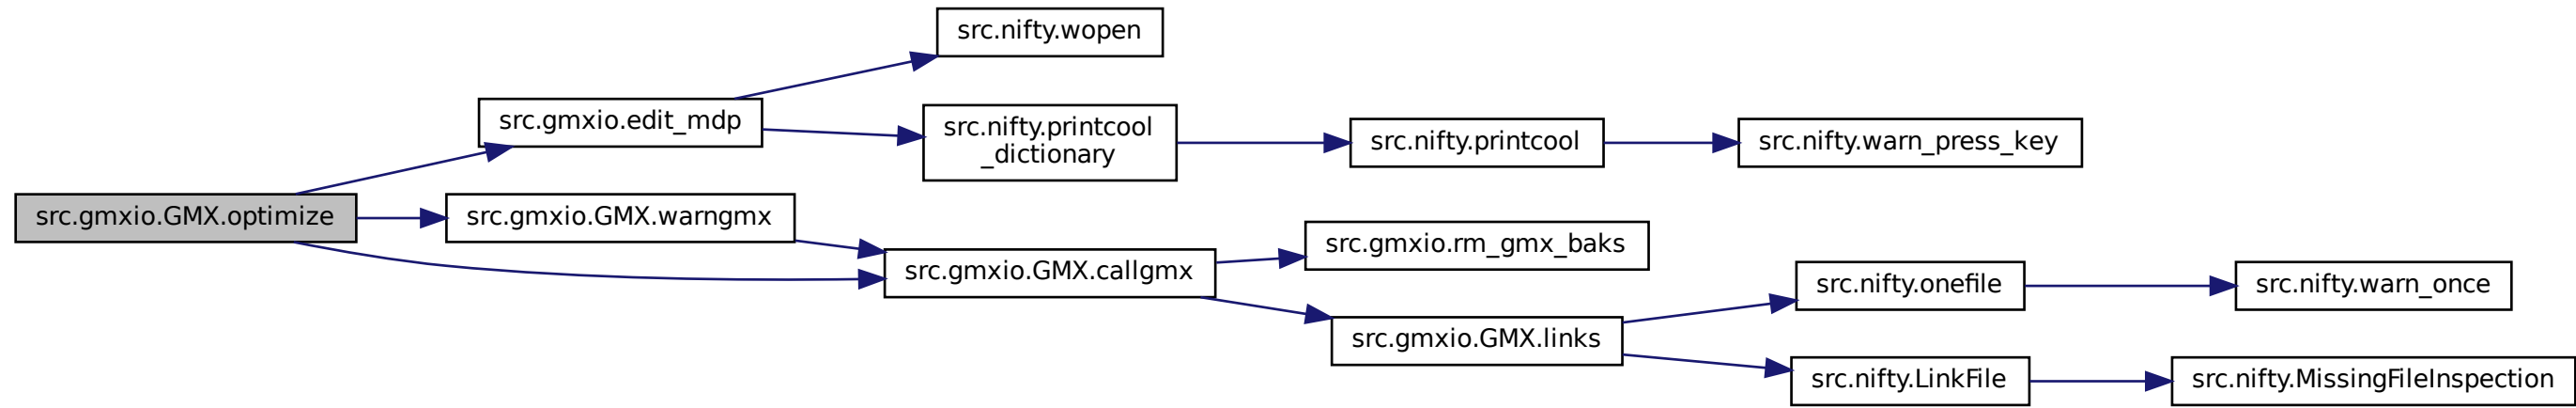 src.nifty.wopen
src.gmxio.edit_mdp
src.nifty.printcool
_dictionary
src.nifty.printcool
src.nifty.warn_press_key
src.gmxio.GMX.optimize
src.gmxio.GMX.warngmx
src.gmxio.GMX.callgmx
src.gmxio.rm_gmx_baks
src.gmxio.GMX.links
src.nifty.onefile
src.nifty.warn_once
src.nifty.LinkFile
src.nifty.MissingFileInspection